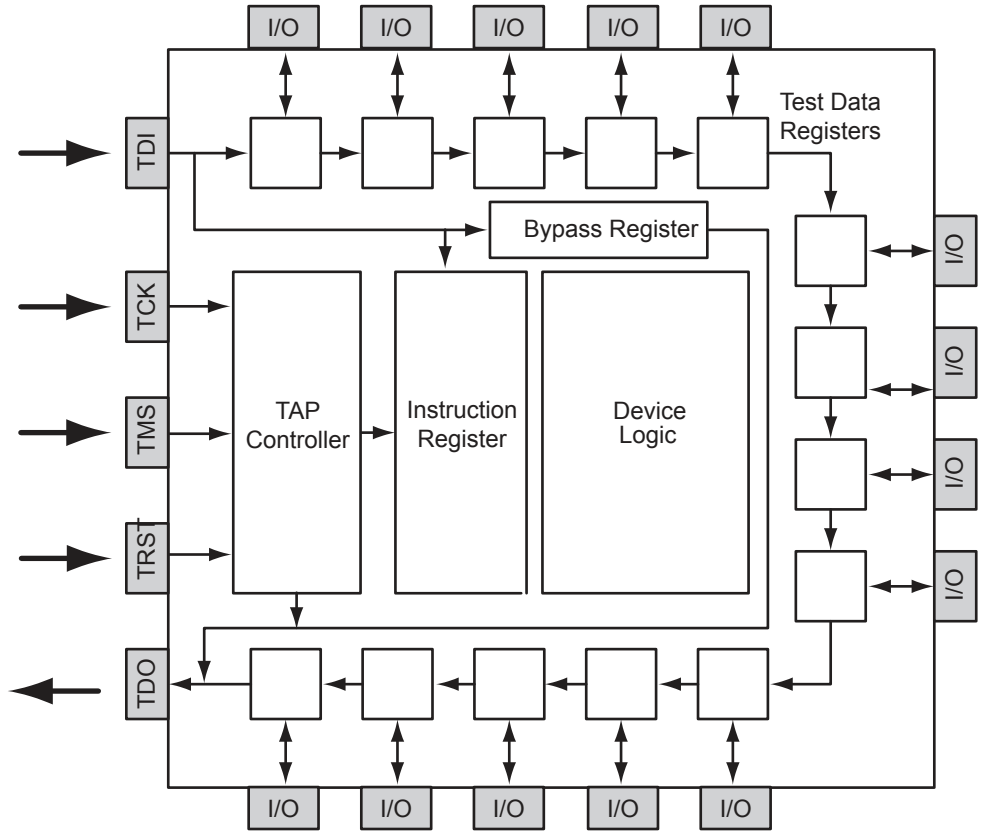 I/O
I/O
I/O
I/O
I/O
Test Data
Registers
TDI
Bypass Register
I/O
TCK
I/O
TMS
TAP
Controller
Instruction
Register
Device
Logic
I/O
TRST
I/O
TDO
I/O
I/O
I/O
I/O
I/O